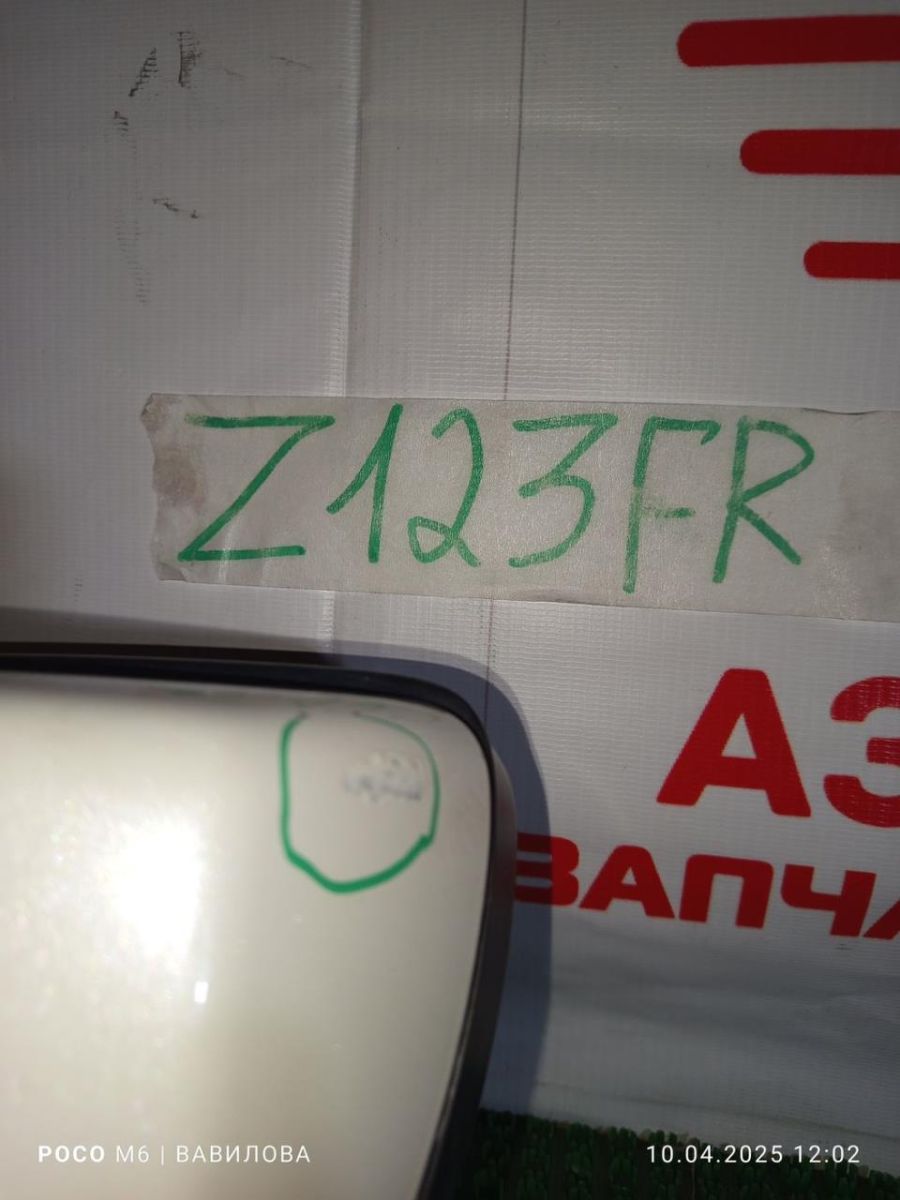 Z123FR
АЗ
ЗАПЧА
POCO M6 | ВАВИЛОВА
10.04.2025 12:02